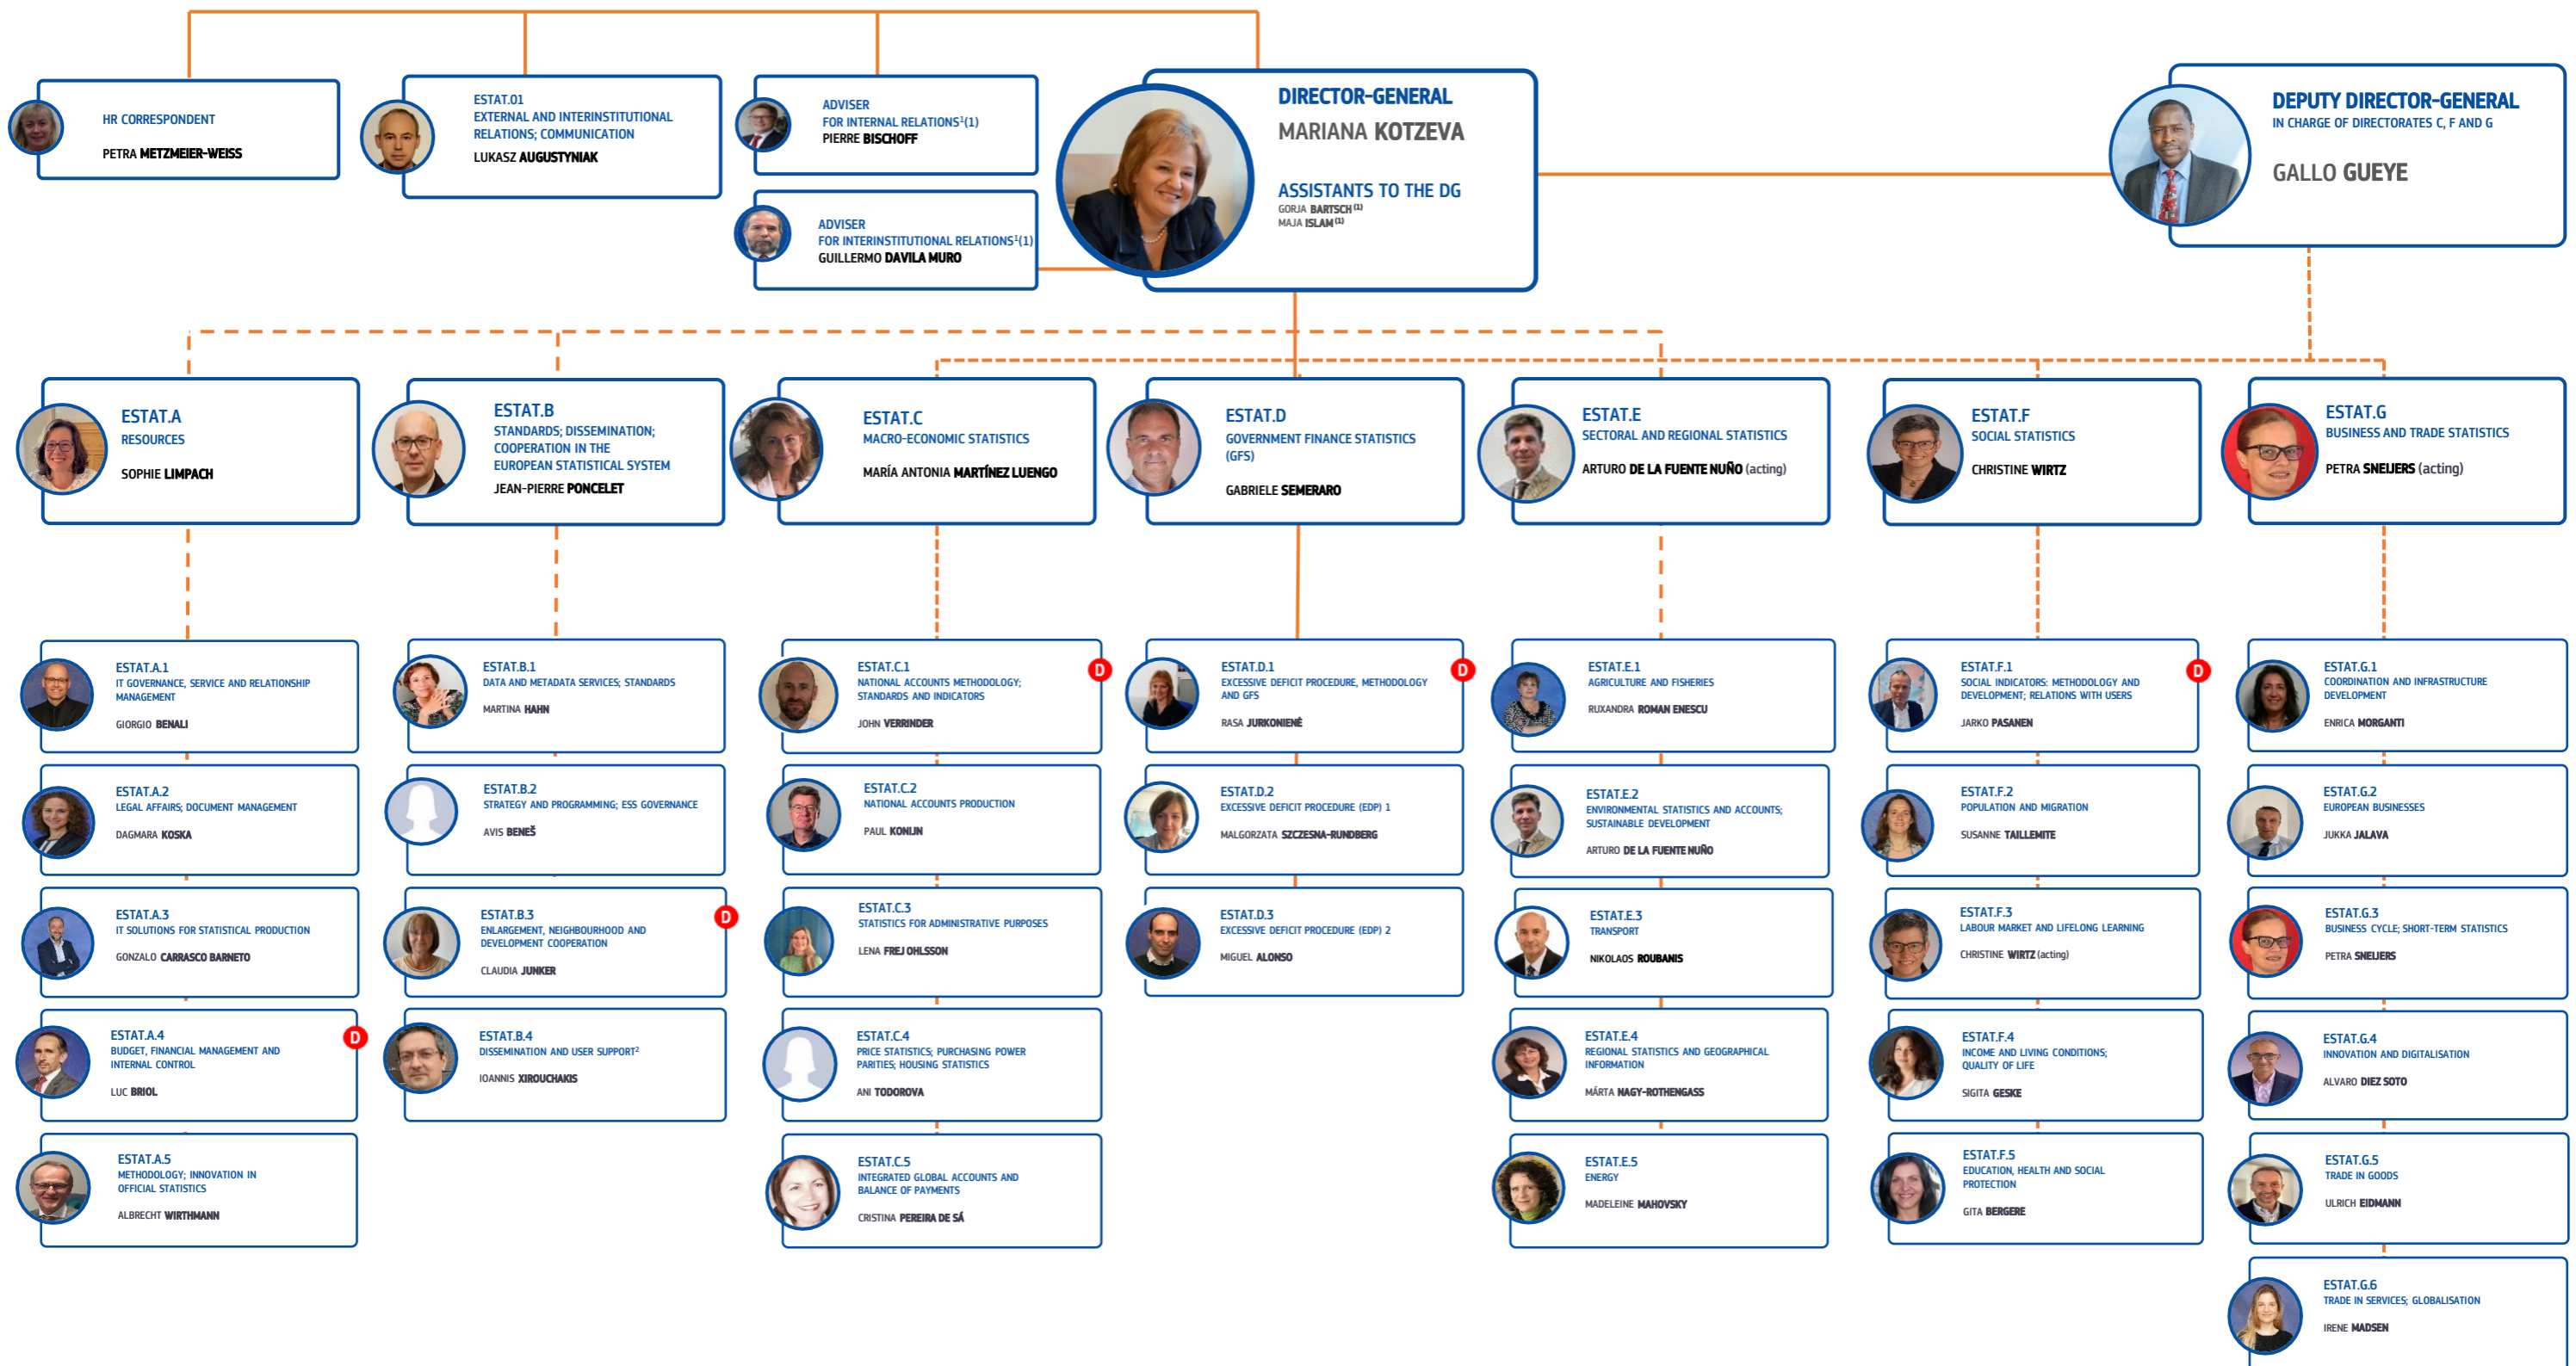 HR CORRESPONDENT
PETRA METZMEIER-WEISS
ESTAT.01
EXTERNAL AND INTERINSTITUTIONAL
RELATIONS; COMMUNICATION
LUKASZ AUGUSTYNIAK
ADVISER
FOR INTERNAL RELATIONS¹(1)
PIERRE BISCHOFF
ADVISER
FOR INTERINSTITUTIONAL RELATIONS¹(1)
GUILLERMO DAVILA MURO
DIRECTOR-GENERAL
MARIANA KOTZEVA
ASSISTANTS TO THE DG
GORJA BARTSCH (1)
MAJA ISLAM (1)
DEPUTY DIRECTOR-GENERAL
IN CHARGE OF DIRECTORATES C, F AND G
GALLO GUEYE
ESTAT.A
RESOURCES
SOPHIE LIMPACH
ESTAT.B
STANDARDS; DISSEMINATION;
COOPERATION IN THE
EUROPEAN STATISTICAL SYSTEM
JEAN-PIERRE PONCELET
ESTAT.C
MACRO-ECONOMIC STATISTICS
MARÍA ANTONIA MARTÍNEZ LUENGO
ESTAT.D
GOVERNMENT FINANCE STATISTICS
(GFS)
GABRIELE SEMERARO
ESTAT.E
SECTORAL AND REGIONAL STATISTICS
ARTURO DE LA FUENTE NUÑO (acting)
ESTAT.F
SOCIAL STATISTICS
CHRISTINE WIRTZ
ESTAT.G
BUSINESS AND TRADE STATISTICS
PETRA SNEIJERS (acting)
ESTAT.A.1
IT GOVERNANCE, SERVICE AND RELATIONSHIP
MANAGEMENT
GIORGIO BENALI
ESTAT.A.2
LEGAL AFFAIRS; DOCUMENT MANAGEMENT
DAGMARA KOSKA
ESTAT.A.3
IT SOLUTIONS FOR STATISTICAL PRODUCTION
GONZALO CARRASCO BARNETO
ESTAT.A.4
BUDGET, FINANCIAL MANAGEMENT AND
INTERNAL CONTROL
LUC BRIOL
D
ESTAT.A.5
METHODOLOGY; INNOVATION IN
OFFICIAL STATISTICS
ALBRECHT WIRTHMANN
ESTAT.B.1
DATA AND METADATA SERVICES; STANDARDS
MARTINA HAHN
ESTAT.B.2
STRATEGY AND PROGRAMMING; ESS GOVERNANCE
AVIS BENEŠ
ESTAT.B.3
ENLARGEMENT, NEIGHBOURHOOD AND
DEVELOPMENT COOPERATION
CLAUDIA JUNKER
D
ESTAT.B.4
DISSEMINATION AND USER SUPPORT²
IOANNIS XIROUCHAKIS
ESTAT.C.1
NATIONAL ACCOUNTS METHODOLOGY;
STANDARDS AND INDICATORS
JOHN VERRINDER
D
ESTAT.C.2
NATIONAL ACCOUNTS PRODUCTION
PAUL KONIJN
ESTAT.C.3
STATISTICS FOR ADMINISTRATIVE PURPOSES
LENA FREJ OHLSSON
ESTAT.C.4
PRICE STATISTICS; PURCHASING POWER
PARITIES; HOUSING STATISTICS
ANI TODOROVA
ESTAT.C.5
INTEGRATED GLOBAL ACCOUNTS AND
BALANCE OF PAYMENTS
CRISTINA PEREIRA DE SÁ
ESTAT.D.1
EXCESSIVE DEFICIT PROCEDURE, METHODOLOGY
AND GFS
RASA JURKONIENĖ
D
ESTAT.D.2
EXCESSIVE DEFICIT PROCEDURE (EDP) 1
MALGORZATA SZCZESNA-RUNDBERG
ESTAT.D.3
EXCESSIVE DEFICIT PROCEDURE (EDP) 2
MIGUEL ALONSO
ESTAT.E.1
AGRICULTURE AND FISHERIES
RUXANDRA ROMAN ENESCU
ESTAT.E.2
ENVIRONMENTAL STATISTICS AND ACCOUNTS;
SUSTAINABLE DEVELOPMENT
ARTURO DE LA FUENTE NUÑO
ESTAT.E.3
TRANSPORT
NIKOLAOS ROUBANIS
ESTAT.E.4
REGIONAL STATISTICS AND GEOGRAPHICAL
INFORMATION
MÁRTA NAGY-ROTHENGASS
ESTAT.E.5
ENERGY
MADELEINE MAHOVSKY
ESTAT.F.1
SOCIAL INDICATORS: METHODOLOGY AND
DEVELOPMENT; RELATIONS WITH USERS
JARKO PASANEN
D
ESTAT.F.2
POPULATION AND MIGRATION
SUSANNE TAILLEMITE
ESTAT.F.3
LABOUR MARKET AND LIFELONG LEARNING
CHRISTINE WIRTZ (acting)
ESTAT.F.4
INCOME AND LIVING CONDITIONS;
QUALITY OF LIFE
SIGITA GESKE
ESTAT.F.5
EDUCATION, HEALTH AND SOCIAL
PROTECTION
GITA BERGERE
ESTAT.G.1
COORDINATION AND INFRASTRUCTURE
DEVELOPMENT
ENRICA MORGANTI
ESTAT.G.2
EUROPEAN BUSINESSES
JUKKA JALAVA
ESTAT.G.3
BUSINESS CYCLE; SHORT-TERM STATISTICS
PETRA SNEIJERS
ESTAT.G.4
INNOVATION AND DIGITALISATION
ALVARO DIEZ SOTO
ESTAT.G.5
TRADE IN GOODS
ULRICH EIDMANN
ESTAT.G.6
TRADE IN SERVICES; GLOBALISATION
IRENE MADSEN